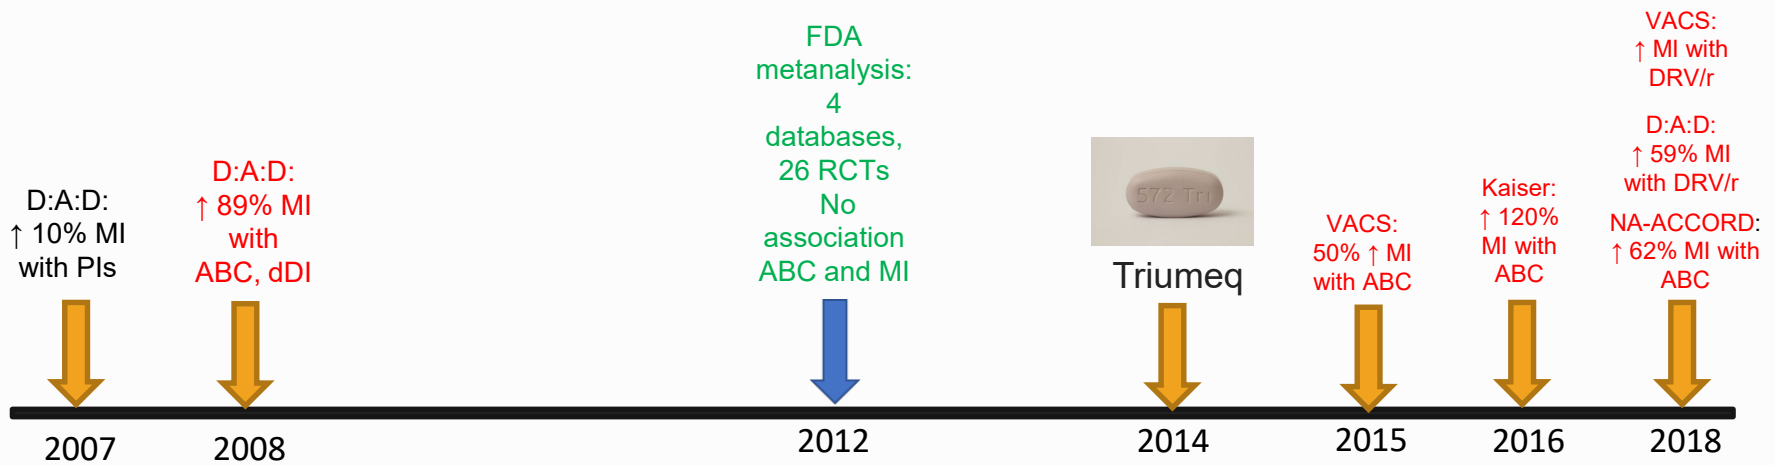 D:A:D:
↑ 10% MI
with PIs
2007
D:A:D:
↑ 89% MI
with
ABC, dDI
2008
FDA
metanalysis:
4
databases,
26 RCTs
No
association
ABC and MI
2012
572 Tri
Triumeq
2014
VACS:
50% ↑ MI
with ABC
2015
Kaiser:
↑ 120%
MI with
ABC
2016
VACS:
↑ MI with
DRV/r
D:A:D:
↑ 59% MI
with DRV/r
NA-ACCORD:
↑ 62% MI with
ABC
2018